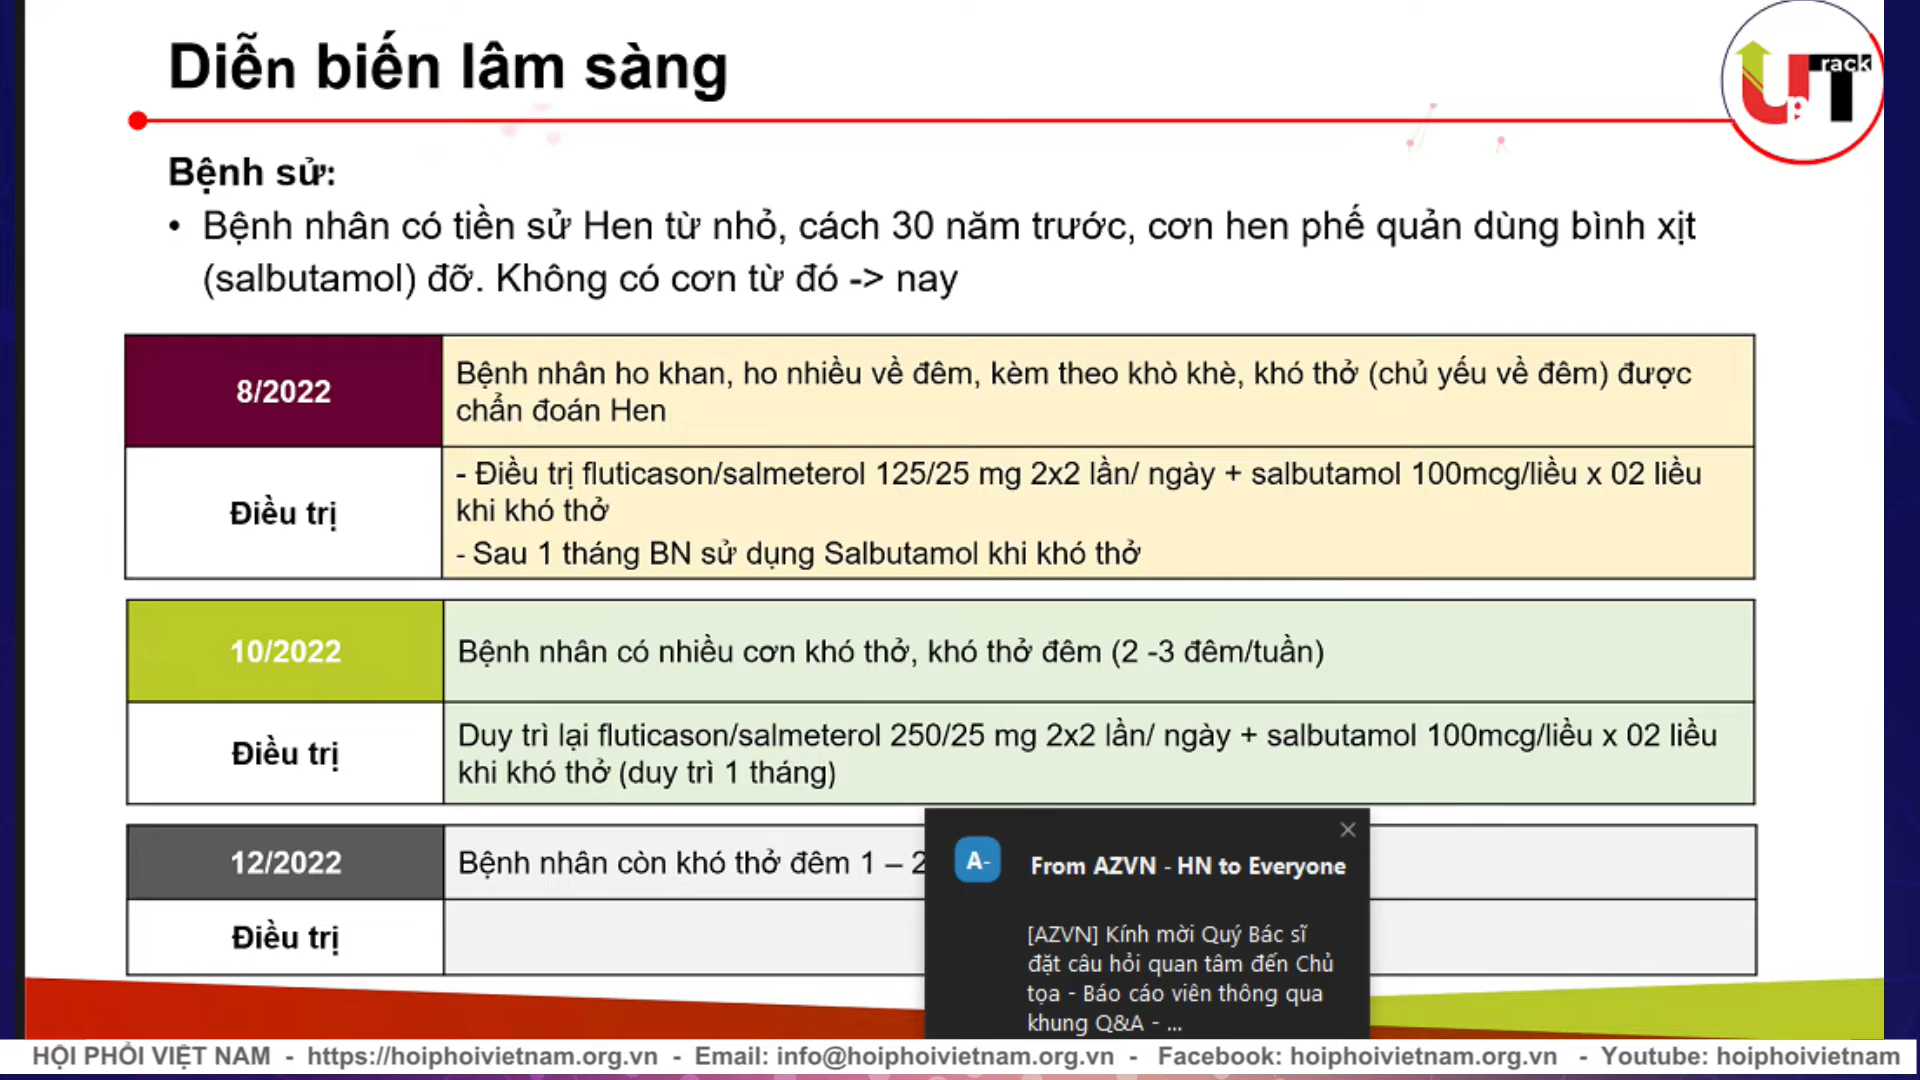 Diễn biến lâm sàng
Up Track
Bệnh sử:
• Bệnh nhân có tiền sử Hen từ nhỏ, cách 30 năm trước, cơn hen phế quản dùng bình xịt
(salbutamol) đỡ. Không có cơn từ đó -> nay
8/2022
Bệnh nhân ho khan, ho nhiều về đêm, kèm theo khò khè, khó thở (chủ yếu về đêm) được
chẩn đoán Hen
Điều trị
- Điều trị fluticason/salmeterol 125/25 mg 2x2 lần/ ngày + salbutamol 100mcg/liều x 02 liều
khi khó thở
- Sau 1 tháng BN sử dụng Salbutamol khi khó thở
10/2022
Bệnh nhân có nhiều cơn khó thở, khó thở đêm (2 -3 đêm/tuần)
Điều trị
Duy trì lại fluticason/salmeterol 250/25 mg 2x2 lần/ ngày + salbutamol 100mcg/liều x 02 liều
khi khó thở (duy trì 1 tháng)
12/2022
Bệnh nhân còn khó thở đêm 1 – 2
Điều trị
A-
From AZVN - HN to Everyone
[AZVN] Kính mời Quý Bác sĩ
đặt câu hỏi quan tâm đến Chủ
tọa - Báo cáo viên thông qua
khung Q&A - ...
HỘI PHỔI VIỆT NAM - https://hoiphoivietnam.org.vn - Email: info@hoiphoivietnam.org.vn - Facebook: hoiphoivietnam.org.vn - Youtube: hoiphoivietnam